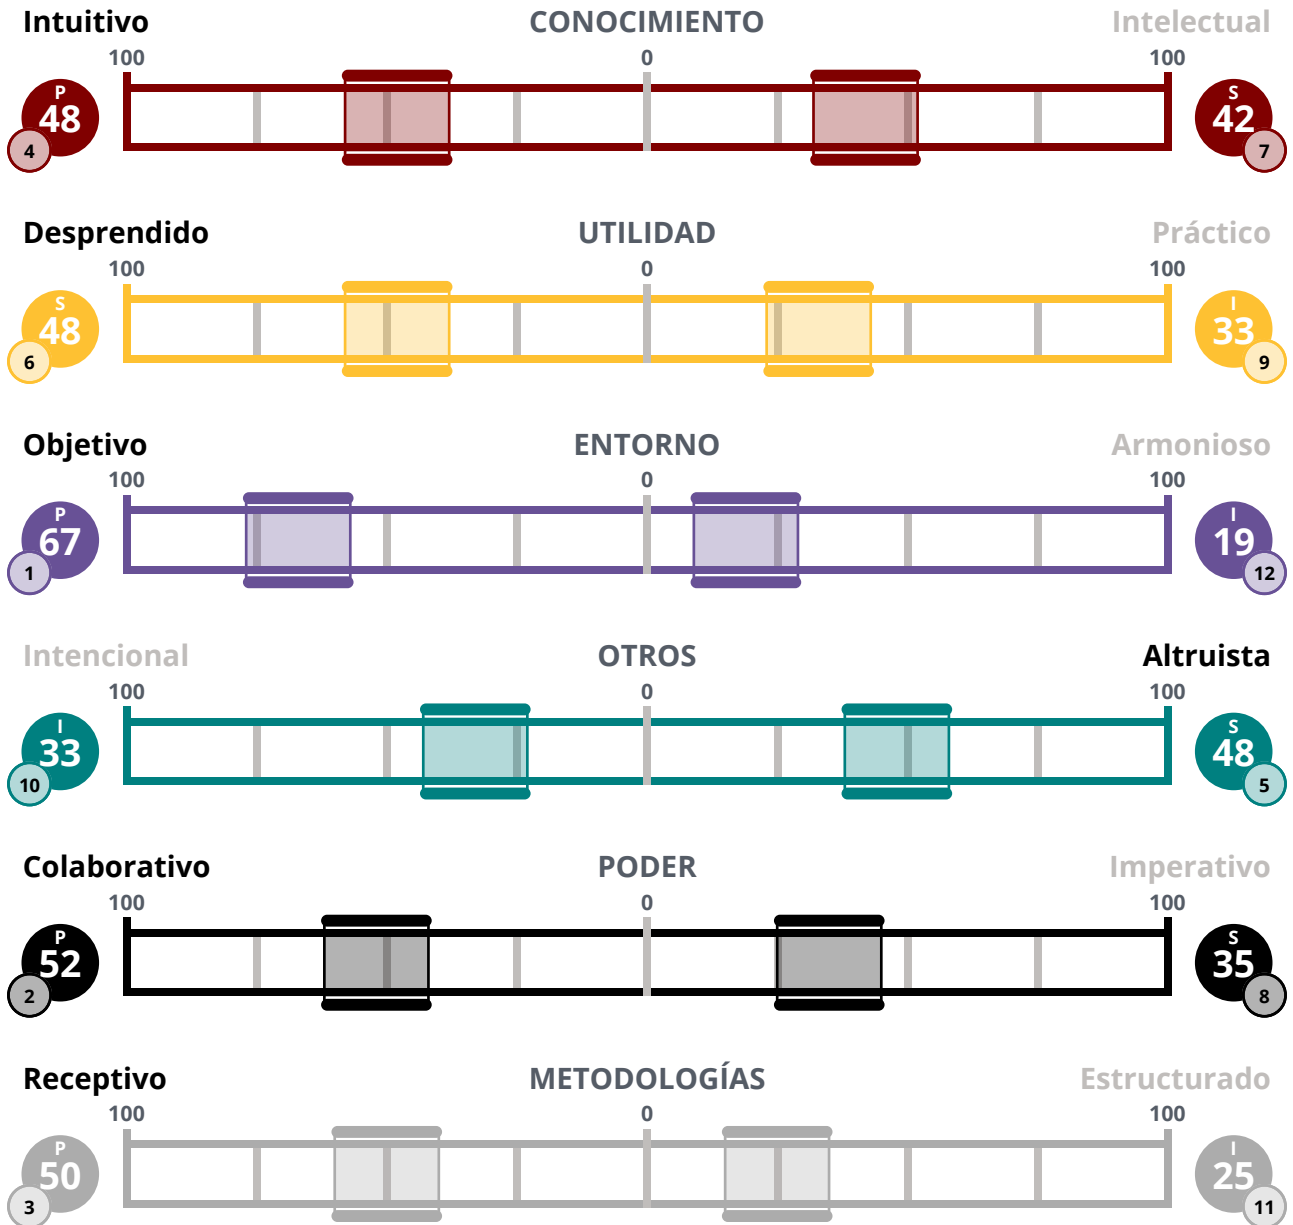 Intuitivo CONOCIMIENTO Intelectual
100 0 100
P S
48 42
4 7
Desprendido UTILIDAD Práctico
100 0 100
S I
48 33
6 9
Objetivo ENTORNO Armonioso
100 0 100
P I
67 19
1 12
Intencional OTROS Altruista
100 0 100
I S
33 48
10 5
Colaborativo PODER Imperativo
100 0 100
P S
52 35
2 8
Receptivo METODOLOGÍAS Estructurado
100 0 100
P I
50 25
3 11